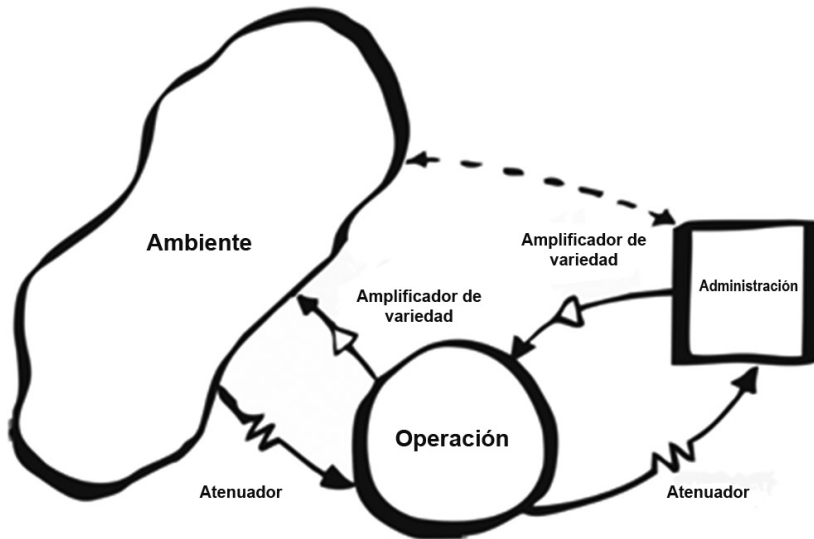 Ambiente
Amplificador de
variedad
Administración
Amplificador de
variedad
Operación
Atenuador
Atenuador